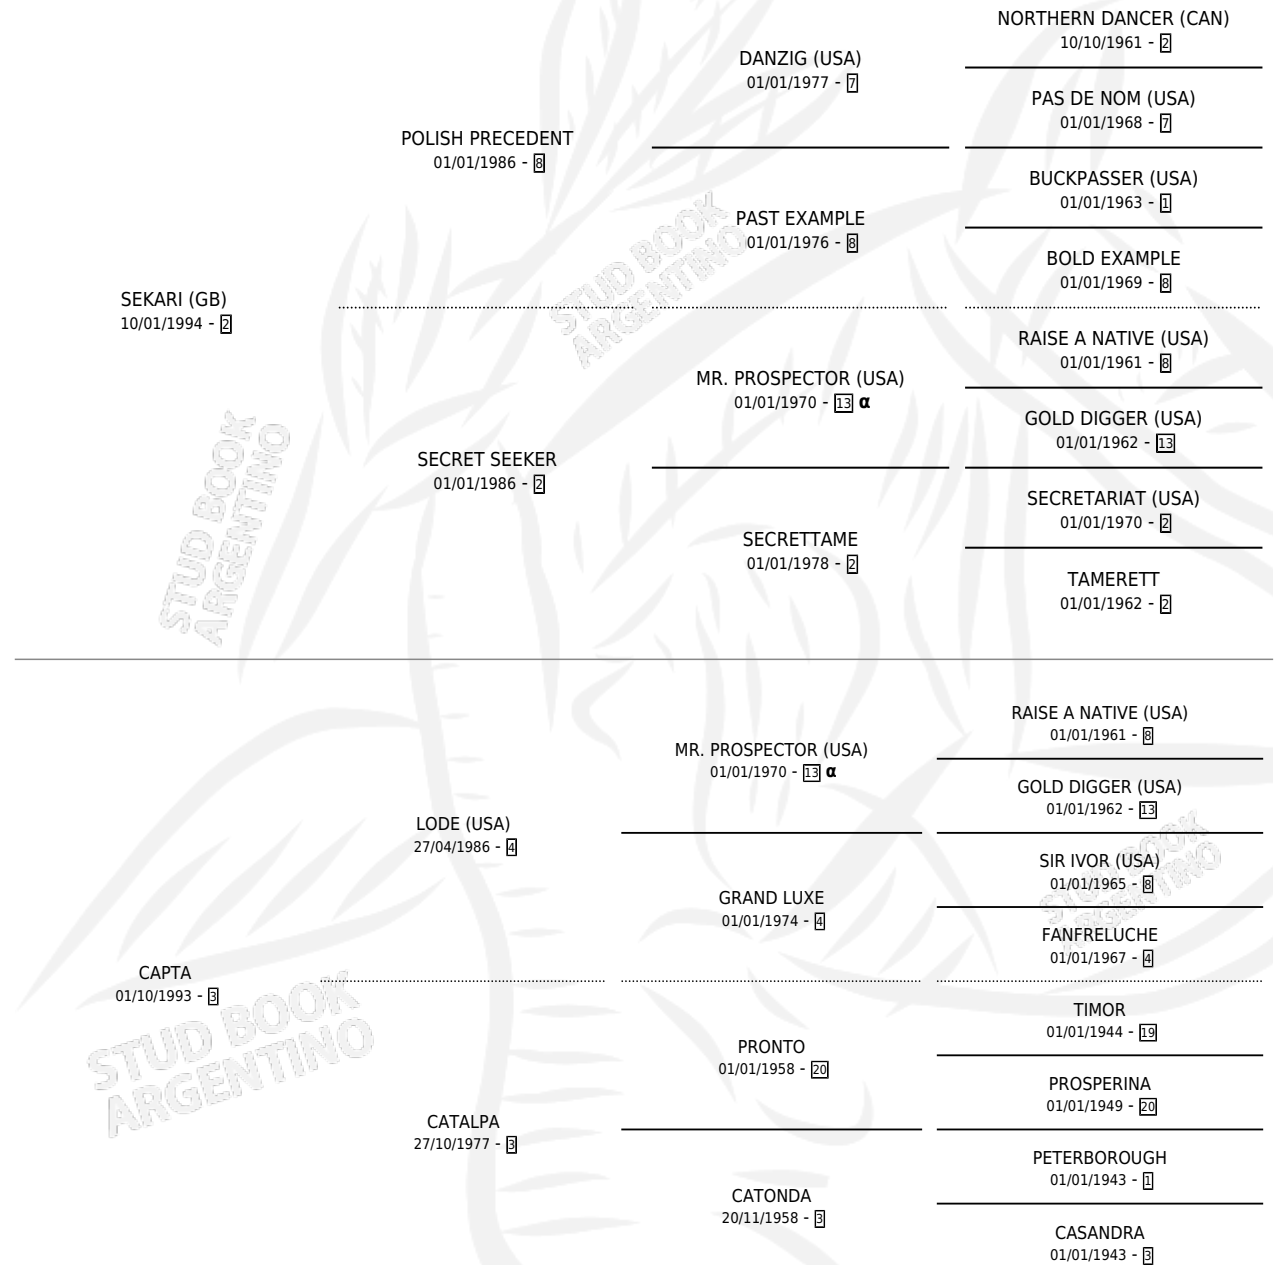 NORTHERN DANCER (CAN)
10/10/1961 - 2
DANZIG (USA)
01/01/1977 - 7
PAS DE NOM (USA)
01/01/1968 - 7
POLISH PRECEDENT
01/01/1986 - 8
BUCKPASSER (USA)
01/01/1963 - 1
PAST EXAMPLE
01/01/1976 - 8
BOLD EXAMPLE
01/01/1969 - 8
SEKARI (GB)
10/01/1994 - 2
RAISE A NATIVE (USA)
01/01/1961 - 8
MR. PROSPECTOR (USA)
01/01/1970 - 13 α
GOLD DIGGER (USA)
01/01/1962 - 13
SECRET SEEKER
01/01/1986 - 2
SECRETARIAT (USA)
01/01/1970 - 2
SECRETTAME
01/01/1978 - 2
TAMERETT
01/01/1962 - 2
RAISE A NATIVE (USA)
01/01/1961 - 8
MR. PROSPECTOR (USA)
01/01/1970 - 13 α
GOLD DIGGER (USA)
01/01/1962 - 13
LODE (USA)
27/04/1986 - 4
SIR IVOR (USA)
01/01/1965 - 8
GRAND LUXE
01/01/1974 - 4
FANFRELUCHE
01/01/1967 - 4
CAPTA
01/10/1993 - 3
TIMOR
01/01/1944 - 19
PRONTO
01/01/1958 - 20
PROSPERINA
01/01/1949 - 20
CATALPA
27/10/1977 - 3
PETERBOROUGH
01/01/1943 - 1
CATONDA
20/11/1958 - 3
CASANDRA
01/01/1943 - 3
STUD BOOK
ARGENTINO
STUD BOOK
ARGENTINO
STUD BOOK
ARGENTINO
STUD BOOK
ARGENTINO